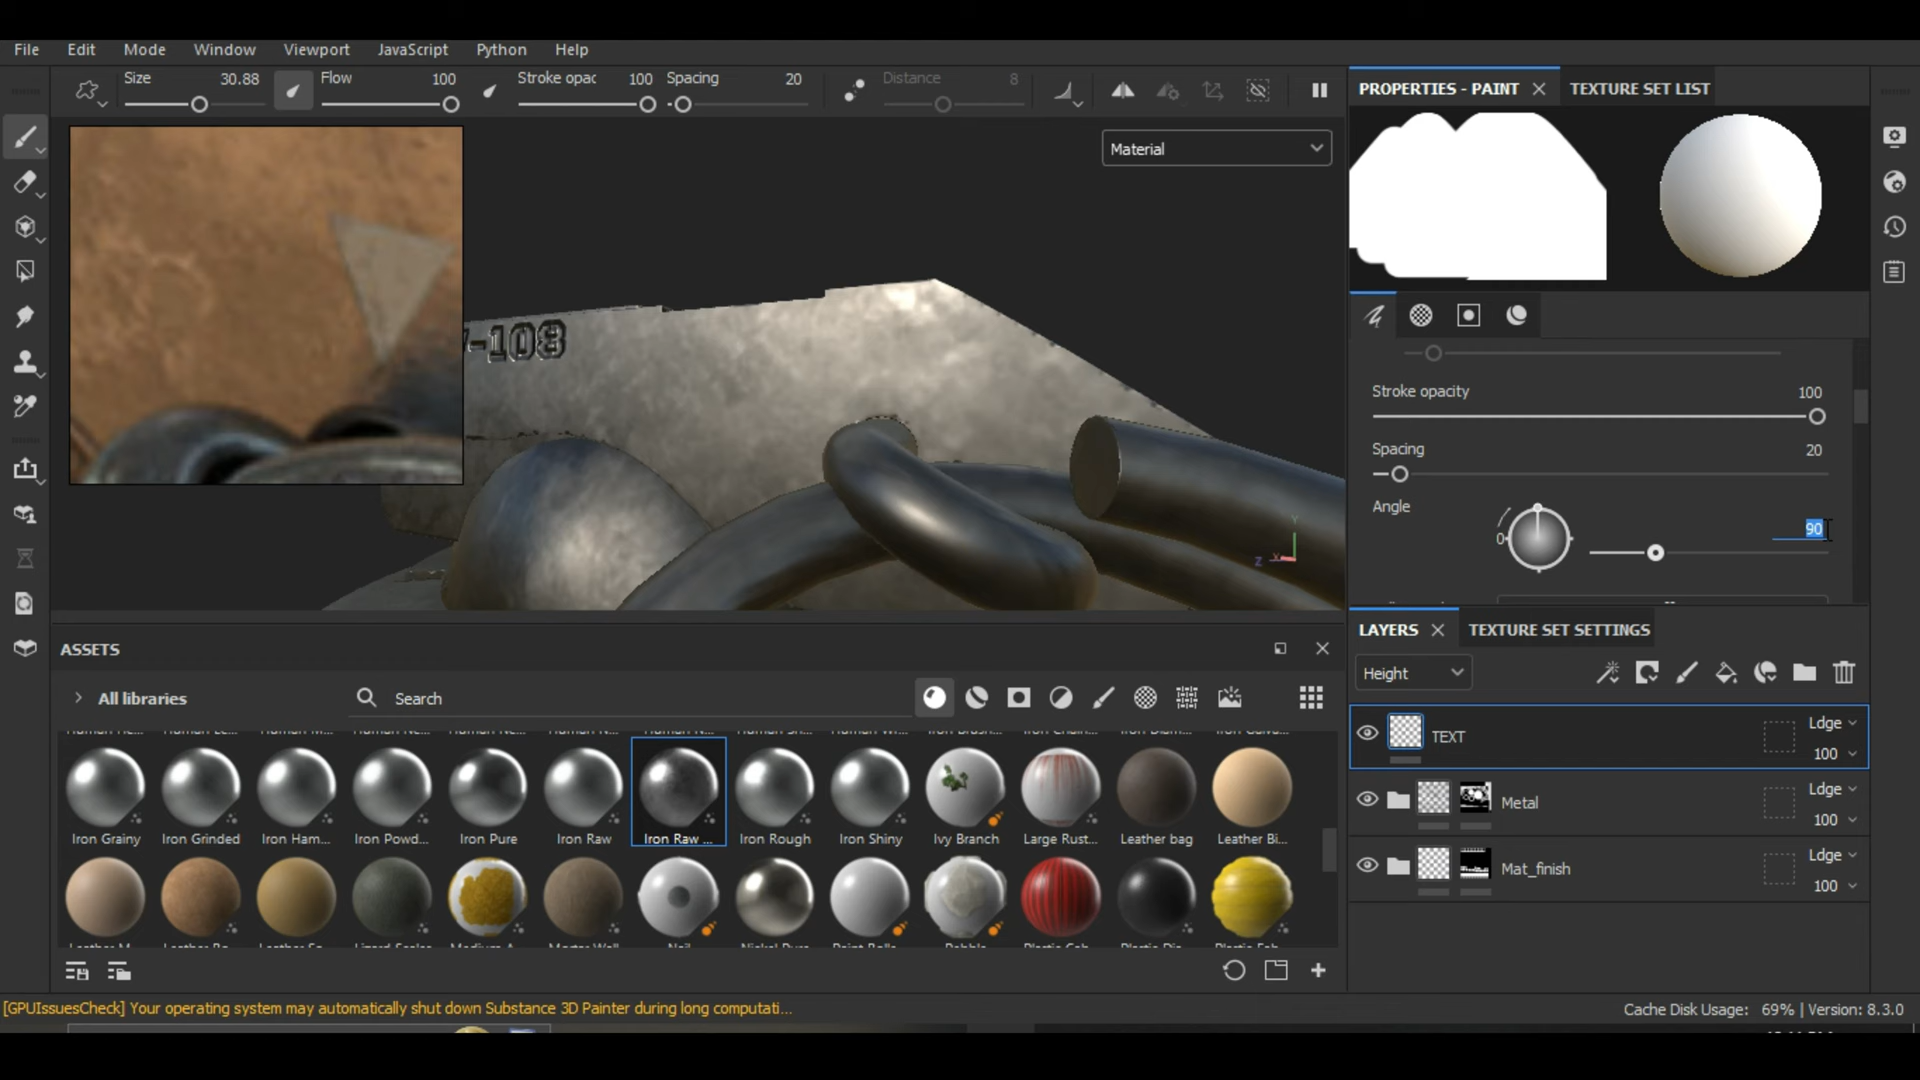 File Edit Mode Window Viewport JavaScript Python Help
Size 30.88 Flow 100 Stroke opac 100 Spacing 20 Distance 8
PROPERTIES - PAINT TEXTURE SET LIST
Material
-108
Stroke opacity 100
Spacing 20
Angle
0 90
Y
Z X
LAYERS TEXTURE SET SETTINGS
Height
TEXT Ldge 100
Metal Ldge 100
Mat_finish Ldge 100
ASSETS
All libraries Search
Iron Grainy Iron Grinded Iron Ham... Iron Powd... Iron Pure Iron Raw Iron Raw ... Iron Rough Iron Shiny Ivy Branch Large Rust... Leather bag Leather Bi...
[GPUIssuesCheck] Your operating system may automatically shut down Substance 3D Painter during long computati...
Cache Disk Usage: 69% | Version: 8.3.0